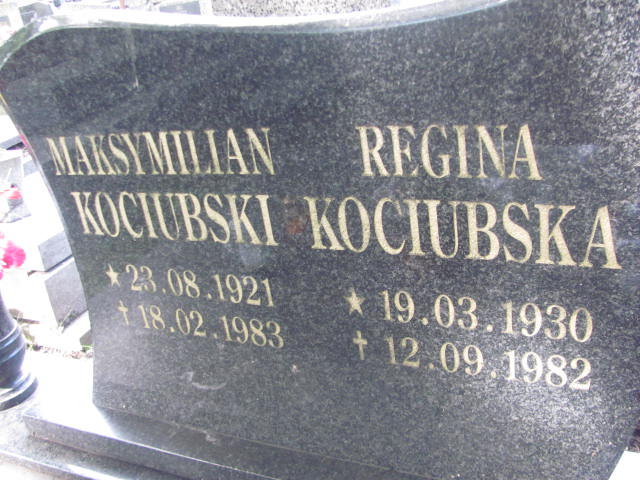 MAKSYMILIAN
KOCIUBSKI
★ 23.08.1921
✝ 18.02.1983
REGINA
KOCIUBSKA
★ 19.03.1930
✝ 12.09.1982